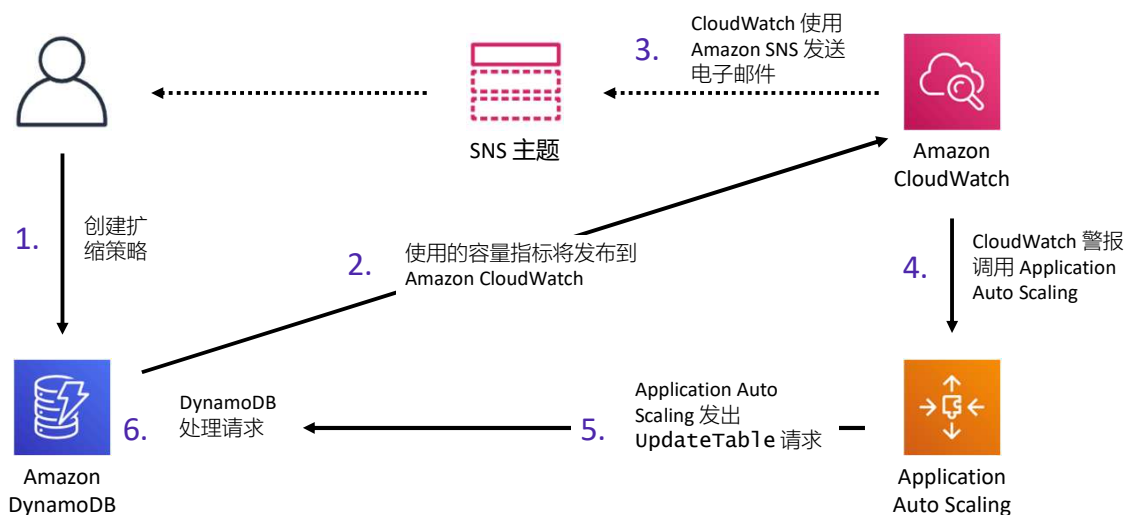 3.
CloudWatch 使用
Amazon SNS 发送
电子邮件
SNS 主题
Amazon
CloudWatch
1.
创建扩
缩策略
2.
使用的容量指标将发布到
Amazon CloudWatch
4.
CloudWatch 警报
调用 Application
Auto Scaling
6.
DynamoDB
处理请求
5.
Application Auto
Scaling 发出
UpdateTable 请求
Amazon
DynamoDB
Application
Auto Scaling